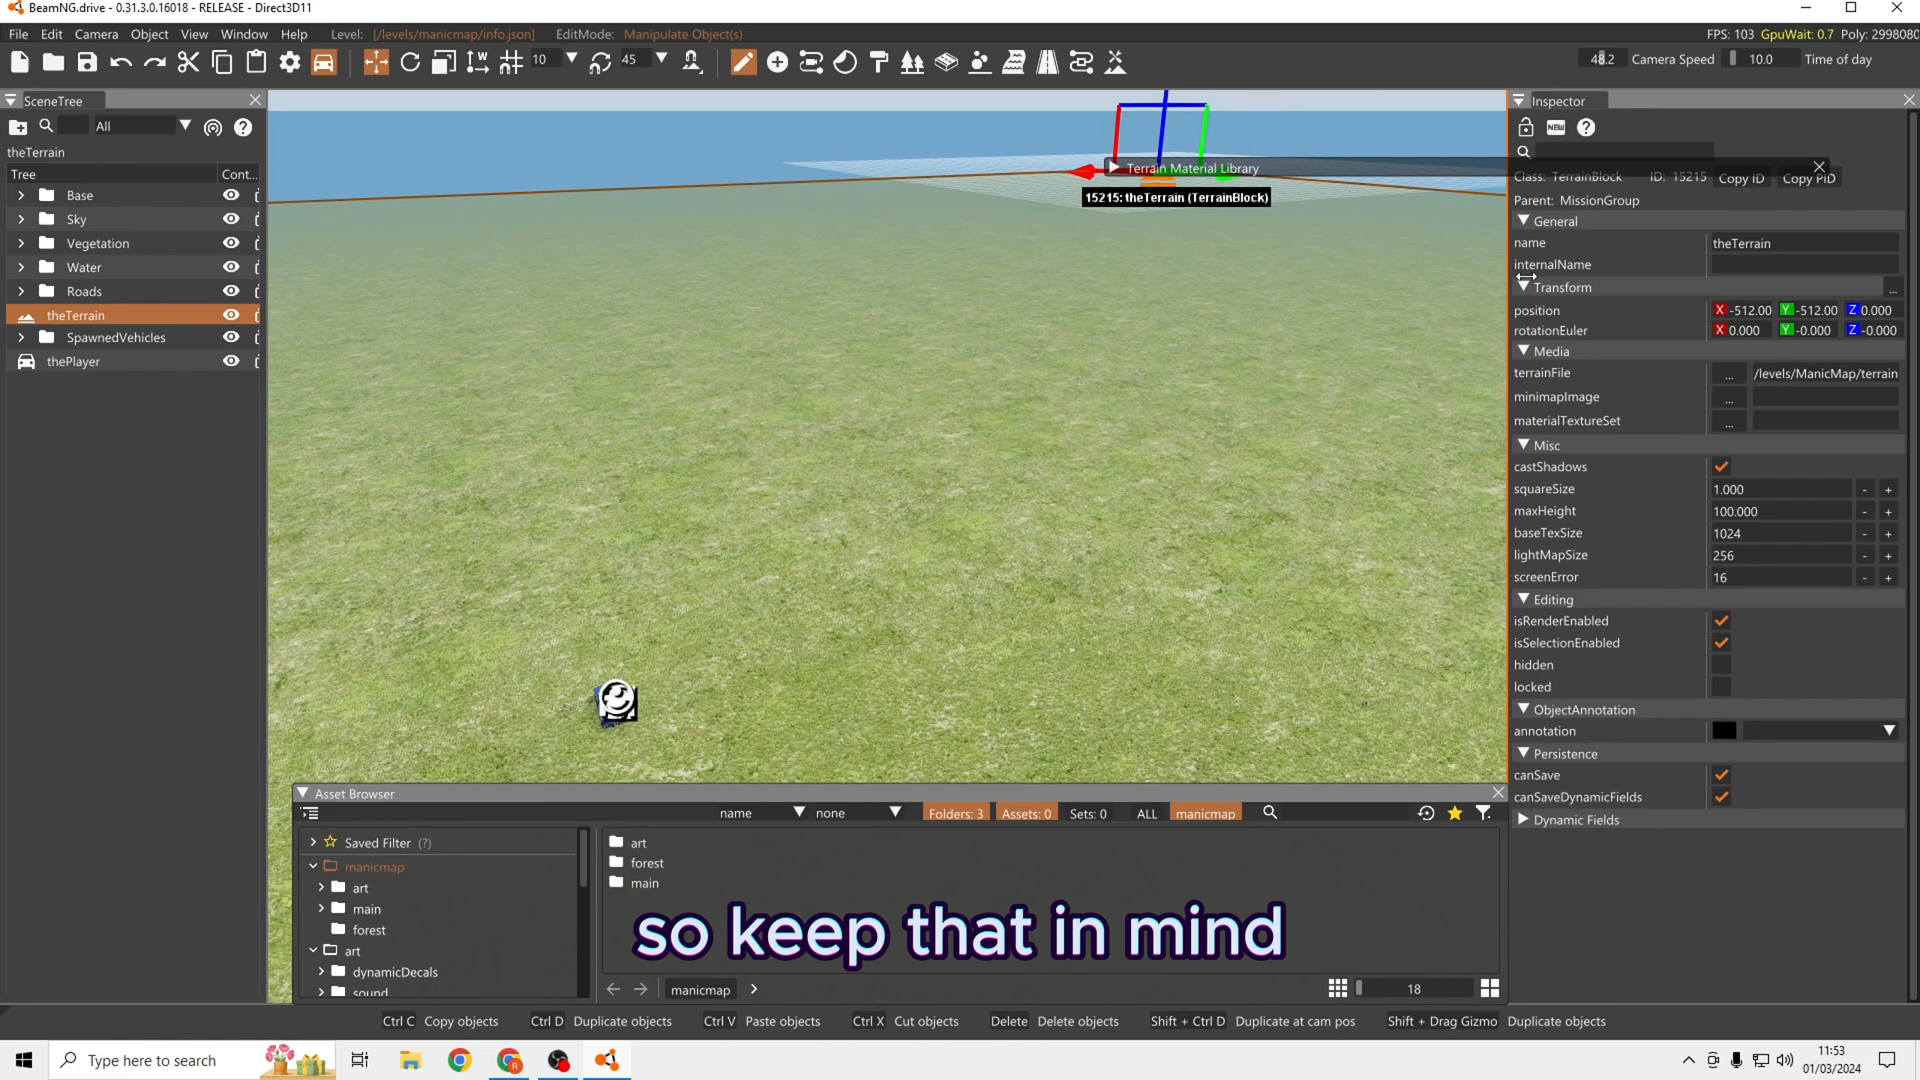 BeamNG.drive - 0.31.3.0.16018 - RELEASE - Direct3D11
File Edit Camera Object View Window Help Level: [/levels/manicmap/info.json] EditMode: Manipulate Object(s) FPS: 103 GpuWait: 0.7 Poly: 2998080
10 45 48.2 Camera Speed 10.0 Time of day
SceneTree
All
theTerrain
Tree Cont...
Base
Sky
Vegetation
Water
Roads
theTerrain
SpawnedVehicles
thePlayer
Terrain Material Library
15215: theTerrain (TerrainBlock)
Inspector
NEW
Class: TerrainBlock ID: 15215 Copy ID Copy PID
Parent: MissionGroup
General
name theTerrain
internalName
Transform ...
position X -512.00 Y -512.00 Z 0.000
rotationEuler X 0.000 Y -0.000 Z -0.000
Media
terrainFile ... /levels/ManicMap/terrain
minimapImage ...
materialTextureSet ...
Misc
castShadows
squareSize 1.000 - +
maxHeight 100.000 - +
baseTexSize 1024 - +
lightMapSize 256 - +
screenError 16 - +
Editing
isRenderEnabled
isSelectionEnabled
hidden
locked
ObjectAnnotation
annotation
Persistence
canSave
canSaveDynamicFields
Dynamic Fields
Asset Browser
name none Folders: 3 Assets: 0 Sets: 0 ALL manicmap
Saved Filter (?)
manicmap
art
main
forest
art
dynamicDecals
sound
art
forest
main
so keep that in mind
manicmap
18
Ctrl C Copy objects Ctrl D Duplicate objects Ctrl V Paste objects Ctrl X Cut objects Delete Delete objects Shift + Ctrl D Duplicate at cam pos Shift + Drag Gizmo Duplicate objects
Type here to search
11:53
01/03/2024